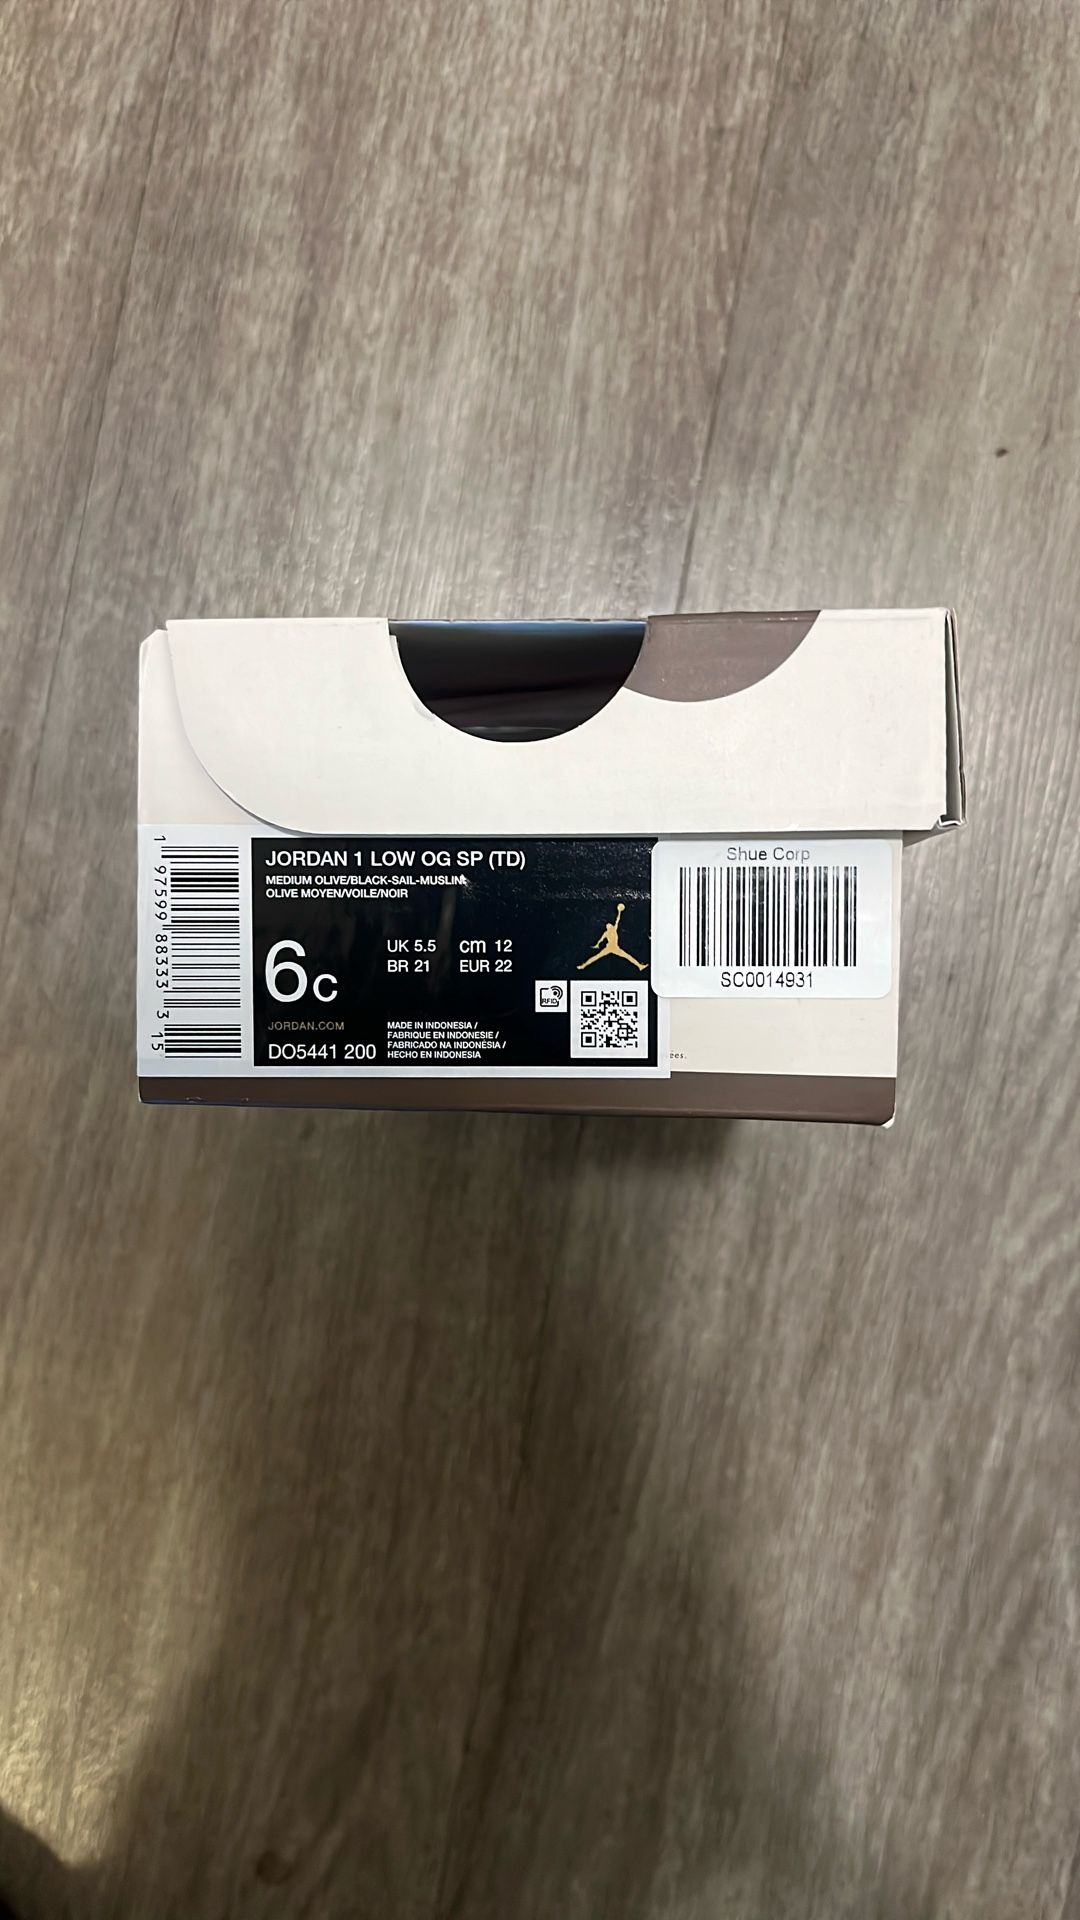 JORDAN 1 LOW OG SP (TD)
MEDIUM OLIVE/BLACK-SAIL-MUSLIN
OLIVE MOYEN/VOILE/NOIR
6C
UK 5.5 cm 12
BR 21 EUR 22
JORDAN.COM
DO5441 200
MADE IN INDONESIA /
FABRIQUE EN INDONESIE /
FABRICADO NA INDONÉSIA /
HECHO EN INDONESIA
RFID
1 97599 88333 3 15
Shue Corp
SC0014931